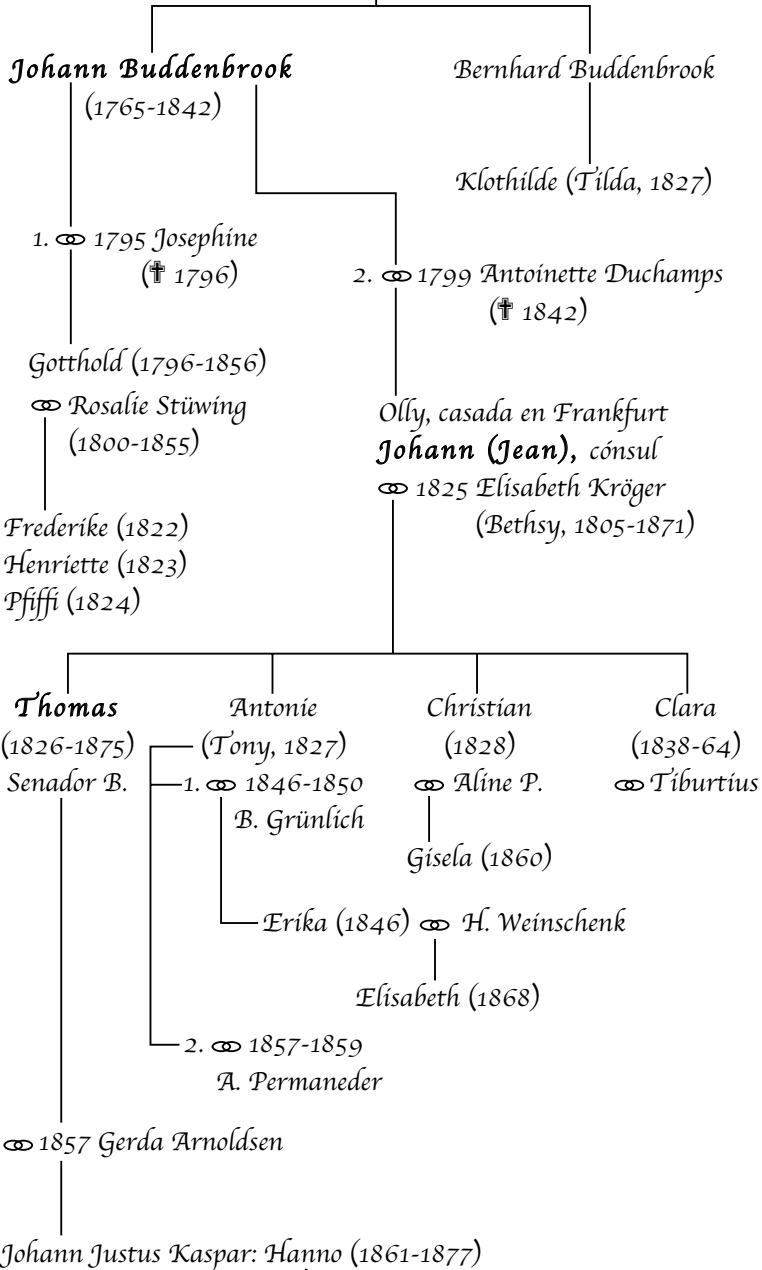 Johann Buddenbrook
(1765-1842)
Bernhard Buddenbrook
Klothilde (Tilda, 1827)
1. 1795 Josephine
(✝ 1796)
2. 1799 Antoinette Duchamps
(✝ 1842)
Gotthold (1796-1856)
Rosalie Stüwing
(1800-1855)
Frederike (1822)
Henriette (1823)
Pfiffi (1824)
Olly, casada en Frankfurt
Johann (Jean), cónsul
1825 Elisabeth Kröger
(Bethsy, 1805-1871)
Thomas
(1826-1875)
Senador B.
Antonie
(Tony, 1827)
1. 1846-1850
B. Grünlich
Christian
(1828)
Aline P.
Gisela (1860)
Clara
(1838-64)
Tiburtius
Erika (1846) H. Weinschenk
Elisabeth (1868)
2. 1857-1859
A. Permaneder
1857 Gerda Arnoldsen
Johann Justus Kaspar: Hanno (1861-1877)